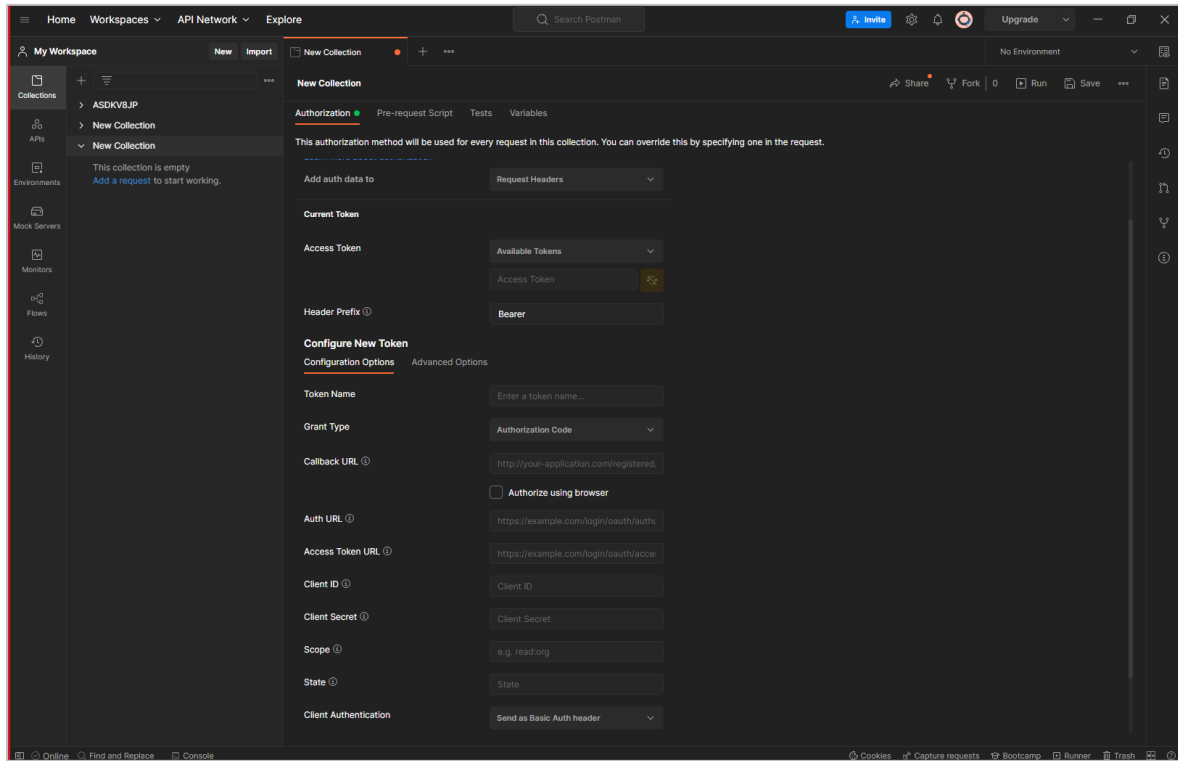 Home Workspaces API Network Explore Search Postman Invite Upgrade
My Workspace New Import New Collection No Environment
Collections
APIs
Environments
Mock Servers
Monitors
Flows
History
ASDKV8JP
New Collection
New Collection
This collection is empty
Add a request to start working.
New Collection Share Fork 0 Run Save
Authorization Pre-request Script Tests Variables
This authorization method will be used for every request in this collection. You can override this by specifying one in the request.
Learn more about authorization
Add auth data to Request Headers
Current Token
Access Token Available Tokens
Access Token
Header Prefix Bearer
Configure New Token
Configuration Options Advanced Options
Token Name Enter a token name...
Grant Type Authorization Code
Callback URL http://your-application.com/registered,
Authorize using browser
Auth URL https://example.com/login/oauth/autho
Access Token URL https://example.com/login/oauth/acce
Client ID Client ID
Client Secret Client Secret
Scope e.g. read:org
State State
Client Authentication Send as Basic Auth header
Online Find and Replace Console Cookies Capture requests Bootcamp Runner Trash